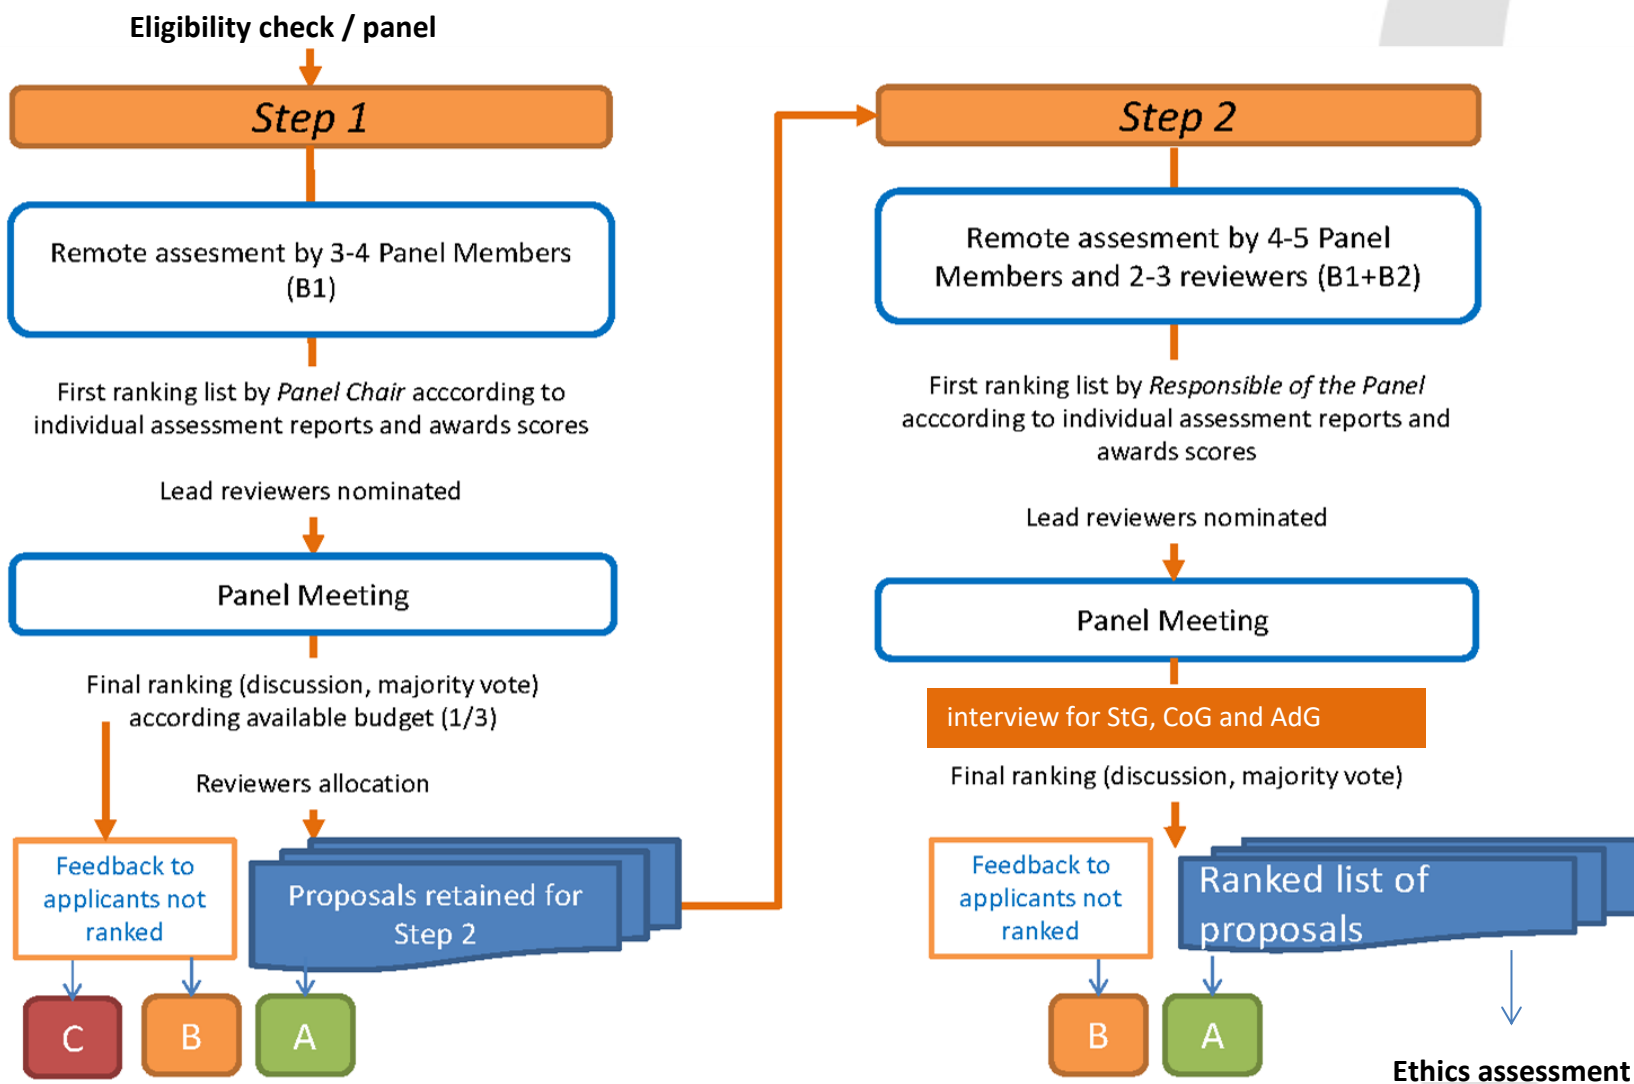 Eligibility check / panel
Step 1
Remote assesment by 3-4 Panel Members
(B1)
First ranking list by Panel Chair acccording to
individual assessment reports and awards scores
Lead reviewers nominated
Panel Meeting
Final ranking (discussion, majority vote)
according available budget (1/3)
Reviewers allocation
Feedback to
applicants not
ranked
Proposals retained for
Step 2
C
B
A
Step 2
Remote assesment by 4-5 Panel
Members and 2-3 reviewers (B1+B2)
First ranking list by Responsible of the Panel
acccording to individual assessment reports and
awards scores
Lead reviewers nominated
Panel Meeting
interview for StG, CoG and AdG
Final ranking (discussion, majority vote)
Feedback to
applicants not
ranked
Ranked list of
proposals
B
A
Ethics assessment